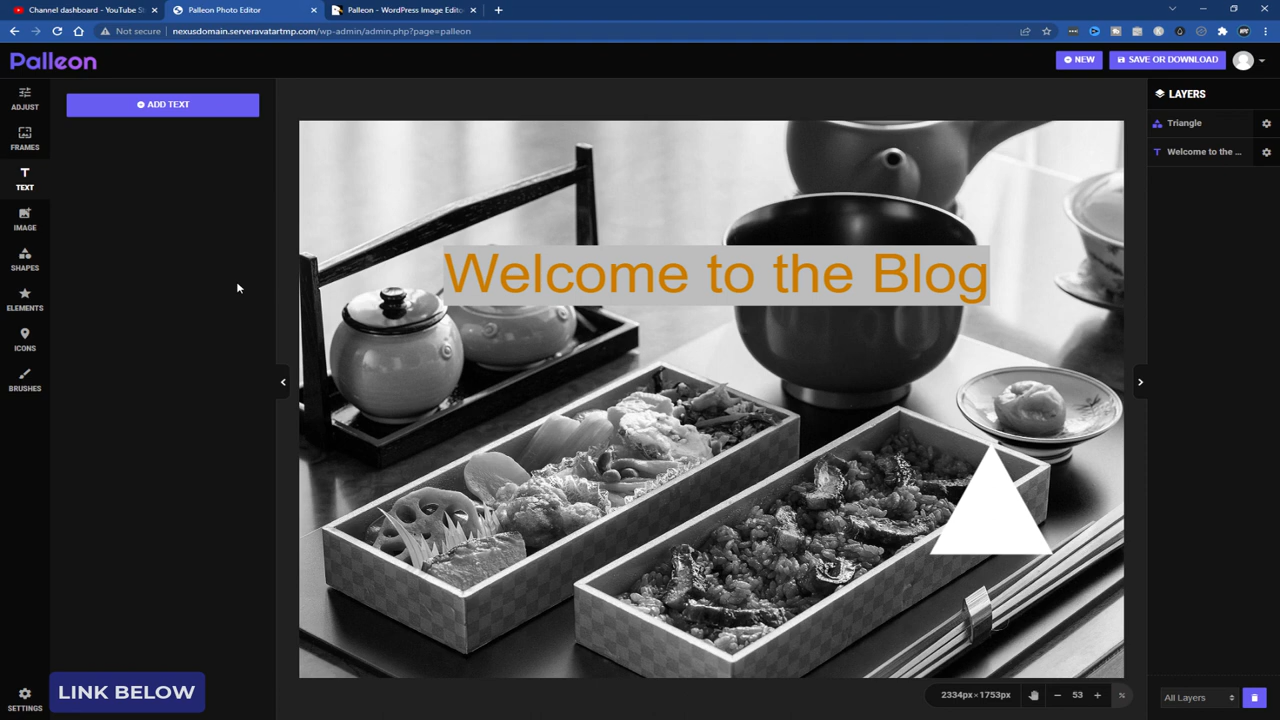 Channel dashboard - YouTube St
Palleon Photo Editor
Palleon - WordPress Image Edito
Not secure
nexusdomain.serveravatartmp.com/wp-admin/admin.php?page=palleon
Palleon
NEW
SAVE OR DOWNLOAD
ADJUST
FRAMES
TEXT
IMAGE
SHAPES
ELEMENTS
ICONS
BRUSHES
SETTINGS
ADD TEXT
Welcome to the Blog
LAYERS
Triangle
Welcome to the ...
LINK BELOW
2334px×1753px
53
%
All Layers